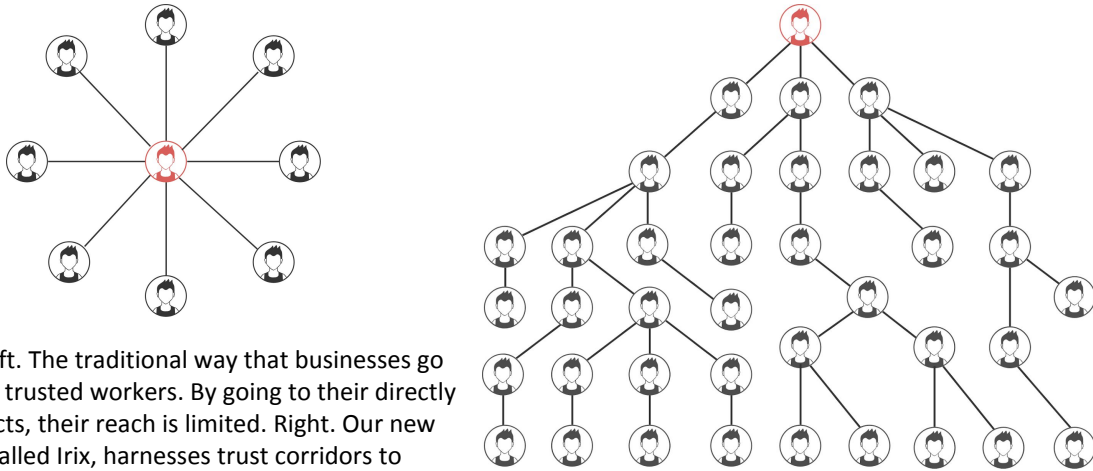 ft. The traditional way that businesses go
trusted workers. By going to their directly
cts, their reach is limited. Right. Our new
alled Irix, harnesses trust corridors to